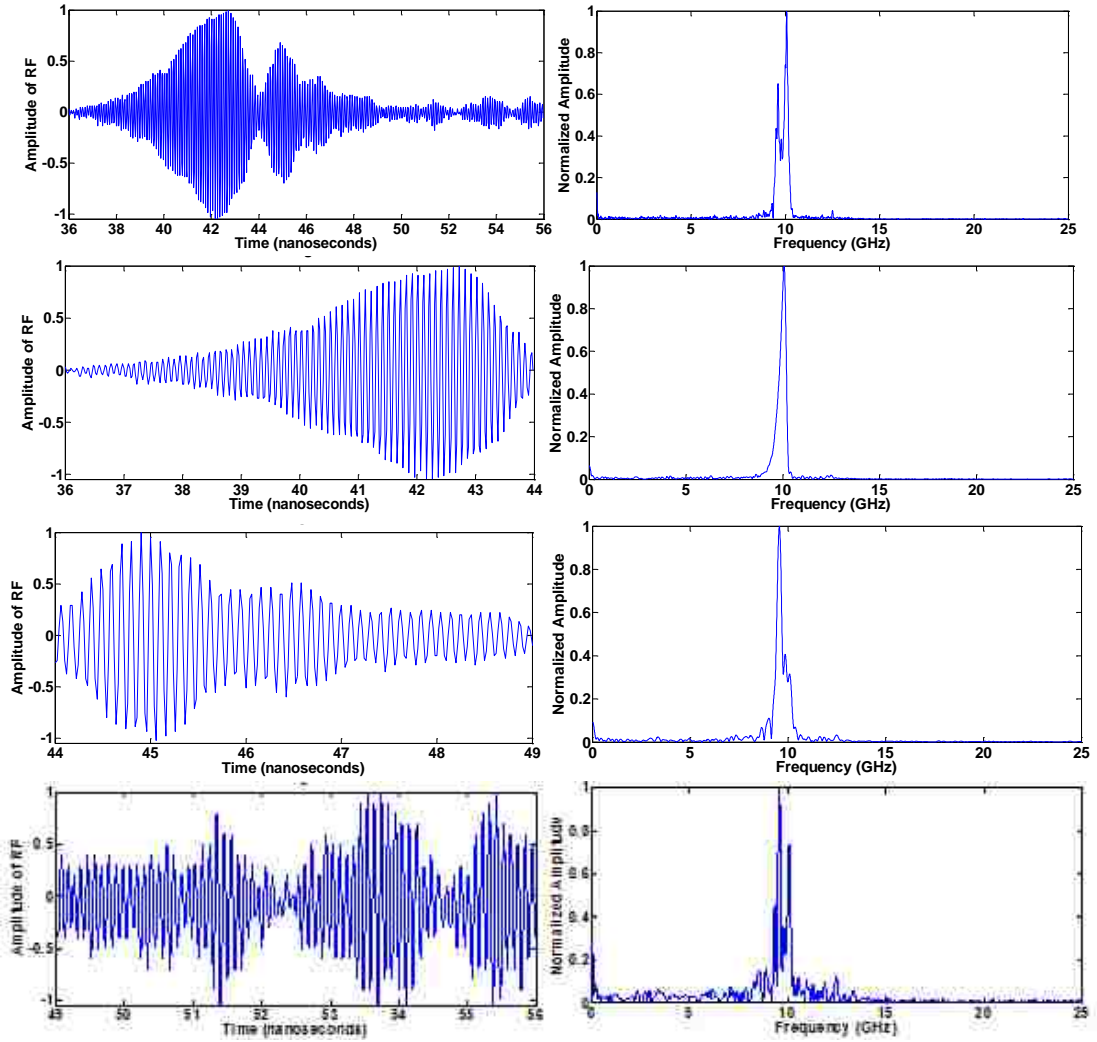 Amplitude of RF
1
0.5
0
-0.5
-1
36 38 40 42 44 46 48 50 52 54 56
Time (nanoseconds)
Normalized Amplitude
1
0.8
0.6
0.4
0.2
0
0 5 10 15 20 25
Frequency (GHz)
Amplitude of RF
1
0.5
0
-0.5
-1
36 37 38 39 40 41 42 43 44
Time (nanoseconds)
Normalized Amplitude
1
0.8
0.6
0.4
0.2
0
0 5 10 15 20 25
Frequency (GHz)
Amplitude of RF
1
0.5
0
-0.5
-1
44 45 46 47 48 49
Time (nanoseconds)
Normalized Amplitude
1
0.8
0.6
0.4
0.2
0
0 5 10 15 20 25
Frequency (GHz)
Amplitude of RF
1
0.5
0
-0.5
-1
49 50 51 52 53 54 55 56
Time (nanoseconds)
Normalized Amplitude
1
0.8
0.6
0.4
0.2
0
0 5 10 15 20 25
Frequency (GHz)